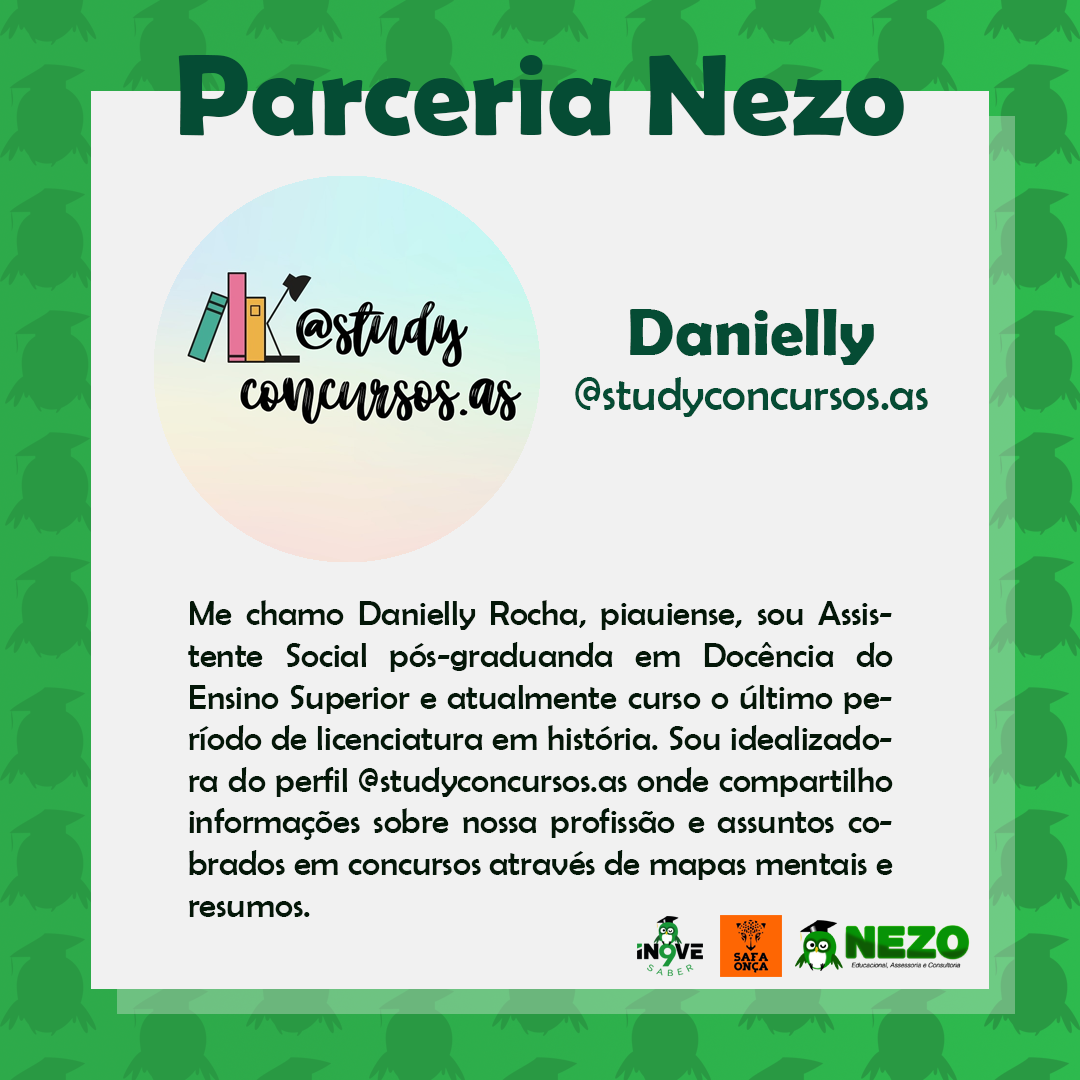 Parceria Nezo
@study
concursos.as
Danielly
@studyconcursos.as
Me chamo Danielly Rocha, piauiense, sou Assis-
tente Social pós-graduanda em Docência do
Ensino Superior e atualmente curso o último pe-
ríodo de licenciatura em história. Sou idealizado-
ra do perfil @studyconcursos.as onde compartilho
informações sobre nossa profissão e assuntos co-
brados em concursos através de mapas mentais e
resumos.
IN9VE
SABER
SAFA
ONÇA
NEZO
Educacional, Assessoria e Consultoria